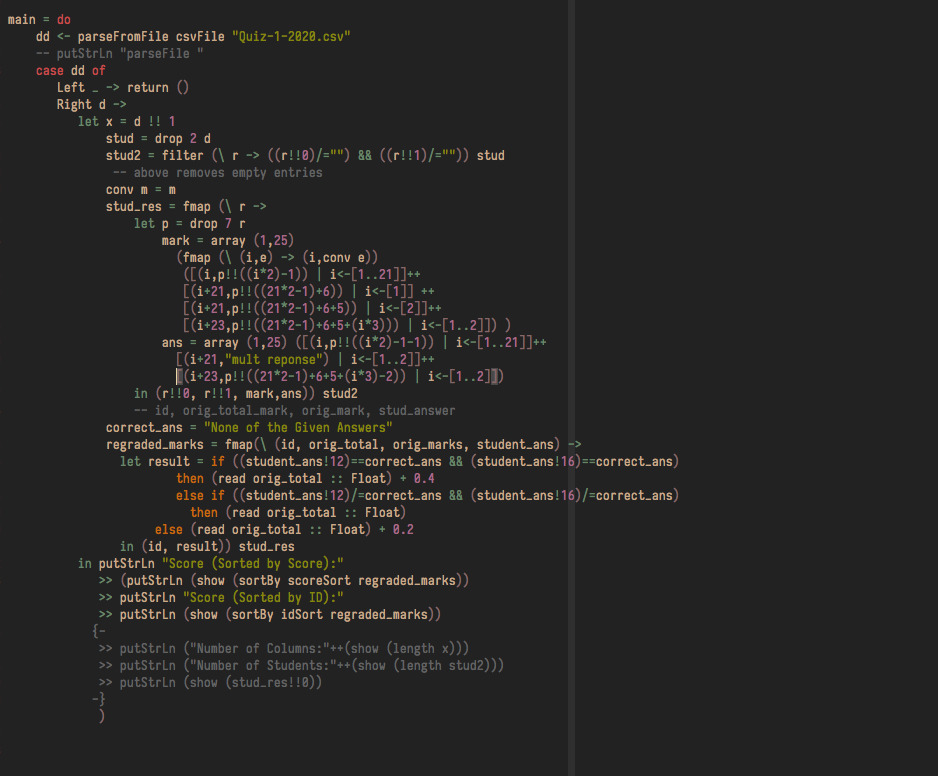 main = do
    dd <- parseFromFile csvFile "Quiz-1-2020.csv"
    -- putStrLn "parseFile "
    case dd of
       Left _ -> return ()
       Right d ->
          let x = d !! 1
              stud = drop 2 d
              stud2 = filter (\ r -> ((r!!0)/="") && ((r!!1)/="")) stud
               -- above removes empty entries
              conv m = m
              stud_res = fmap (\ r ->
                  let p = drop 7 r
                      mark = array (1,25)
                        (fmap (\ (i,e) -> (i,conv e))
                         ([(i,p!!((i*2)-1)) | i<-[1..21]]++
                         [(i+21,p!!((21*2-1)+6)) | i<-[1]] ++
                         [(i+21,p!!((21*2-1)+6+5)) | i<-[2]]++
                         [(i+23,p!!((21*2-1)+6+5+(i*3))) | i<-[1..2]]) )
                      ans = array (1,25) ([(i,p!!((i*2)-1-1)) | i<-[1..21]]++
                        [(i+21,"mult reponse") | i<-[1..2]]++
                        [(i+23,p!!((21*2-1)+6+5+(i*3)-2)) | i<-[1..2]])
                  in (r!!0, r!!1, mark,ans)) stud2
                  -- id, orig_total_mark, orig_mark, stud_answer
              correct_ans = "None of the Given Answers"
              regraded_marks = fmap(\ (id, orig_total, orig_marks, student_ans) ->
                let result = if ((student_ans!12)==correct_ans && (student_ans!16)==correct_ans)
                        then (read orig_total :: Float) + 0.4
                        else if ((student_ans!12)/=correct_ans && (student_ans!16)/=correct_ans)
                          then (read orig_total :: Float)
                     else (read orig_total :: Float) + 0.2
                in (id, result)) stud_res
          in putStrLn "Score (Sorted by Score):"
             >> (putStrLn (show (sortBy scoreSort regraded_marks))
             >> putStrLn "Score (Sorted by ID):"
             >> putStrLn (show (sortBy idSort regraded_marks))
            {-
             >> putStrLn ("Number of Columns:"++(show (length x)))
             >> putStrLn ("Number of Students:"++(show (length stud2)))
             >> putStrLn (show (stud_res!!0))
            -}
             )